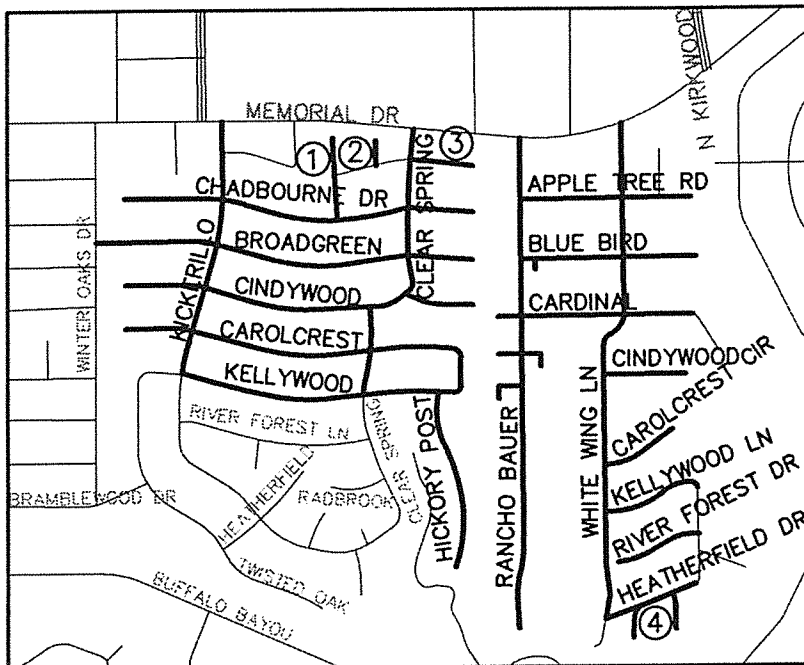 MEMORIAL DR
N KIRKWOOD
1
2
3
CHADBOURNE DR
CLEAR SPRING
APPLE TREE RD
WINTER OAKS DR
KICKERILLO
BROADGREEN
BLUE BIRD
CINDYWOOD
CARDINAL
CAROLCREST
CINDYWOOD CIR
KELLYWOOD
CAROLCREST CIR
RIVER FOREST LN
CLEAR SPRING
HICKORY POST
RANCHO BAUER
WHITE WING LN
KELLYWOOD LN
BRAMBLEWOOD DR
HEATHERFIELD
RADBROOK
RIVER FOREST DR
TWISTED OAK
HEATHERFIELD DR
BUFFALO BAYOU
4